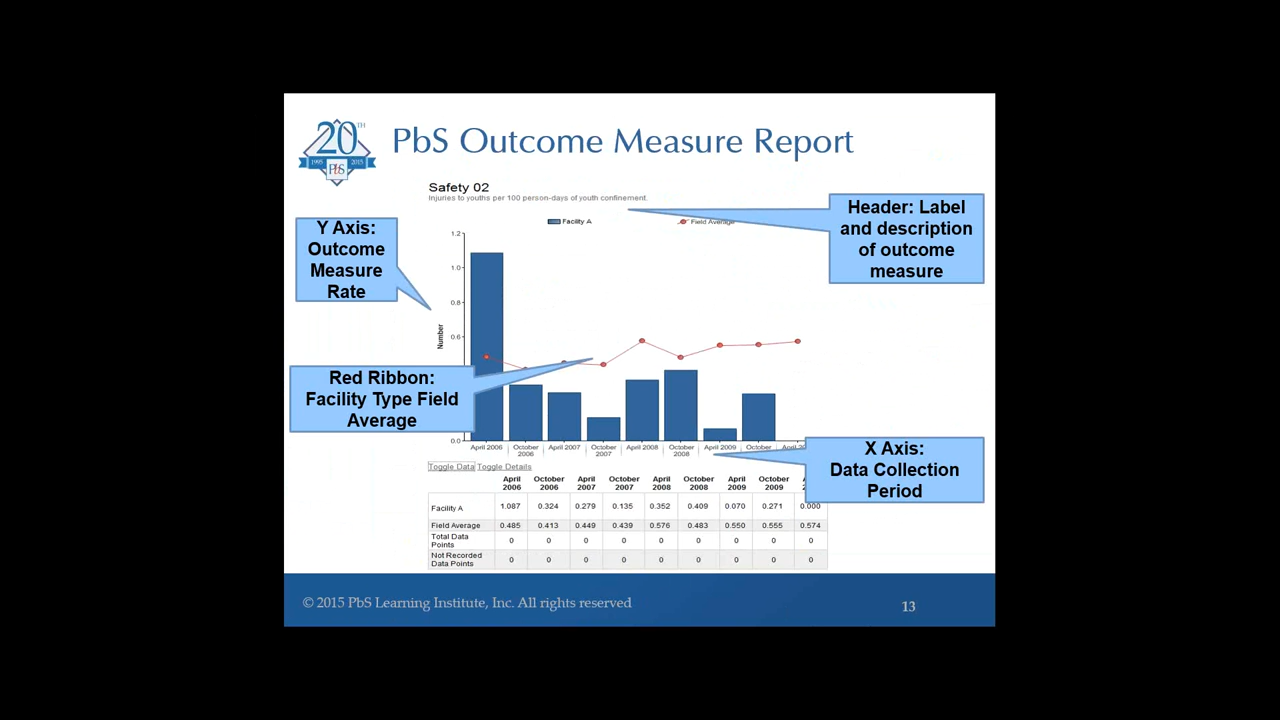 20TH
1995 PbS 2015
PbS Outcome Measure Report
Safety 02
Injuries to youths per 100 person-days of youth confinement.
Facility A
Field Average
Header: Label
and description
of outcome
measure
Y Axis:
Outcome
Measure
Rate
1.2
1.0
0.8
0.6
0.0
Number
Red Ribbon:
Facility Type Field
Average
April 2006
October
2006
April 2007
October
2007
April 2008
October
2008
April 2009
October
X Axis:
Data Collection
Period
Toggle Data Toggle Details
April 2006 October 2006 April 2007 October 2007 April 2008 October 2008 April 2009 October 2009
Facility A 1.087 0.324 0.279 0.135 0.352 0.409 0.070 0.271 0.000
Field Average 0.485 0.413 0.449 0.439 0.576 0.483 0.550 0.555 0.574
Total Data
Points 0 0 0 0 0 0 0 0 0
Not Recorded
Data Points 0 0 0 0 0 0 0 0 0
© 2015 PbS Learning Institute, Inc. All rights reserved
13